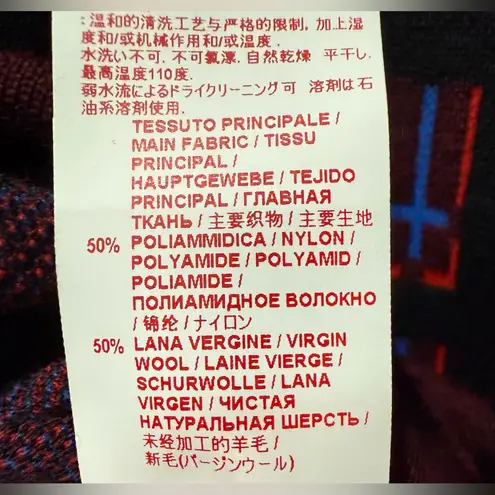 :温和的清洗工艺与严格的限制, 加上湿
度和/或机械作用和/或温度.
水洗い不可. 不可氯漂, 自然乾燥 平干し,
最高温度110度.
弱水流によるドライクリーニング可 溶剤は石
油系溶剤使用.
TESSUTO PRINCIPALE /
MAIN FABRIC / TISSU
PRINCIPAL /
HAUPTGEWEBE / TEJIDO
PRINCIPAL / ГЛАВНАЯ
ТКАНЬ / 主要织物 / 主要生地
50% POLIAMMIDICA / NYLON /
POLYAMIDE / POLYAMID /
POLIAMIDE /
ПОЛИАМИДНОЕ ВОЛОКНО
/ 锦纶 / ナイロン
50% LANA VERGINE / VIRGIN
WOOL / LAINE VIERGE /
SCHURWOLLE / LANA
VIRGEN / ЧИСТАЯ
НАТУРАЛЬНАЯ ШЕРСТЬ /
未经加工的羊毛 /
新毛(バージンウール)